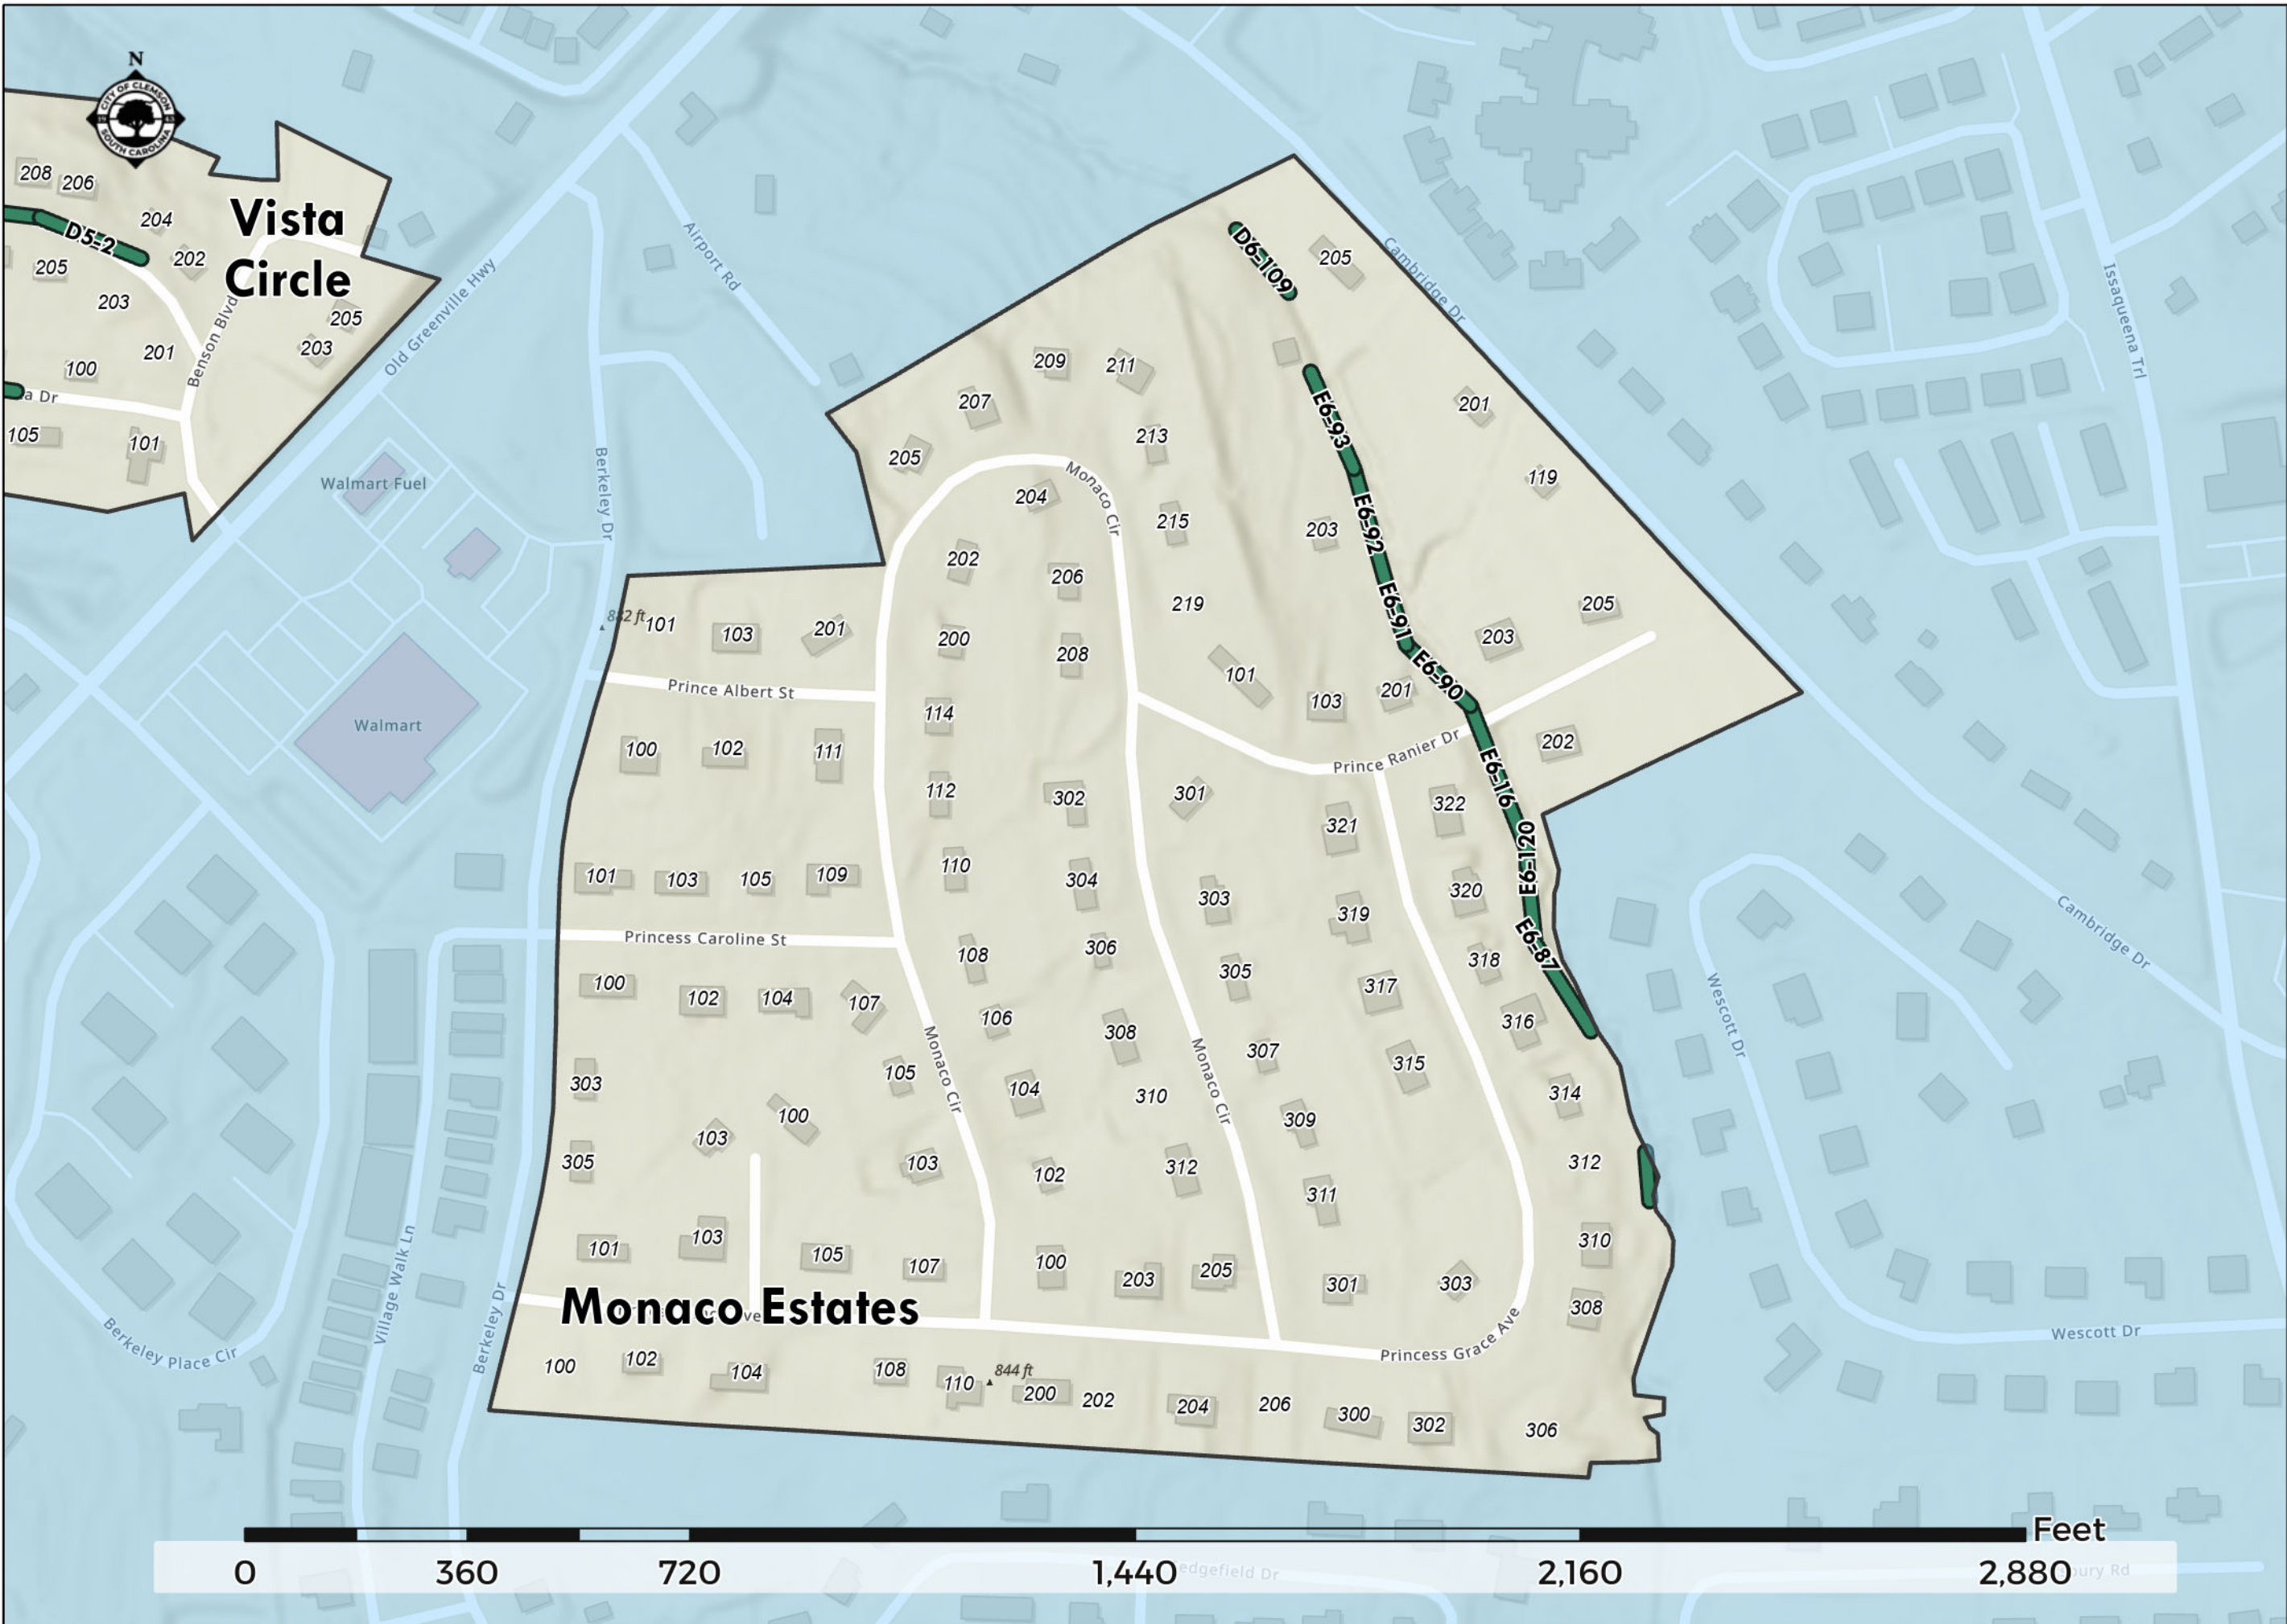 N
CITY OF CLEMSON
SOUTH CAROLINA
208
206
204
D5-2
202
205
203
Vista
Circle
205
203
201
100
Benson Blvd
a Dr
105
101
Old Greenville Hwy
Airport Rd
Walmart Fuel
Berkeley Dr
Walmart
Cambridge Dr
Issaqueena Trl
D6-109
205
209
211
207
E6-93
201
213
205
Monaco Cir
204
119
215
E6-92
203
202
206
E6-91
219
205
882 ft
101
103
201
200
208
203
E6-90
101
201
103
Prince Albert St
114
Prince Ranier Dr
202
100
102
111
E6-16
112
302
301
322
321
E6-120
101
103
105
109
110
304
303
320
319
E6-87
Princess Caroline St
108
306
305
318
317
100
102
104
107
106
308
316
Monaco Cir
Monaco Cir
307
315
Wescott Dr
Cambridge Dr
303
105
104
310
314
100
309
103
305
103
102
312
312
311
101
103
105
107
100
203
205
301
303
310
308
Monaco Estates
ve
Princess Grace Ave
Village Walk Ln
Berkeley Dr
Berkeley Place Cir
Wescott Dr
100
102
104
108
110
844 ft
200
202
204
206
300
302
306
Feet
0
360
720
1,440
2,160
2,880
edgefield Dr
bury Rd